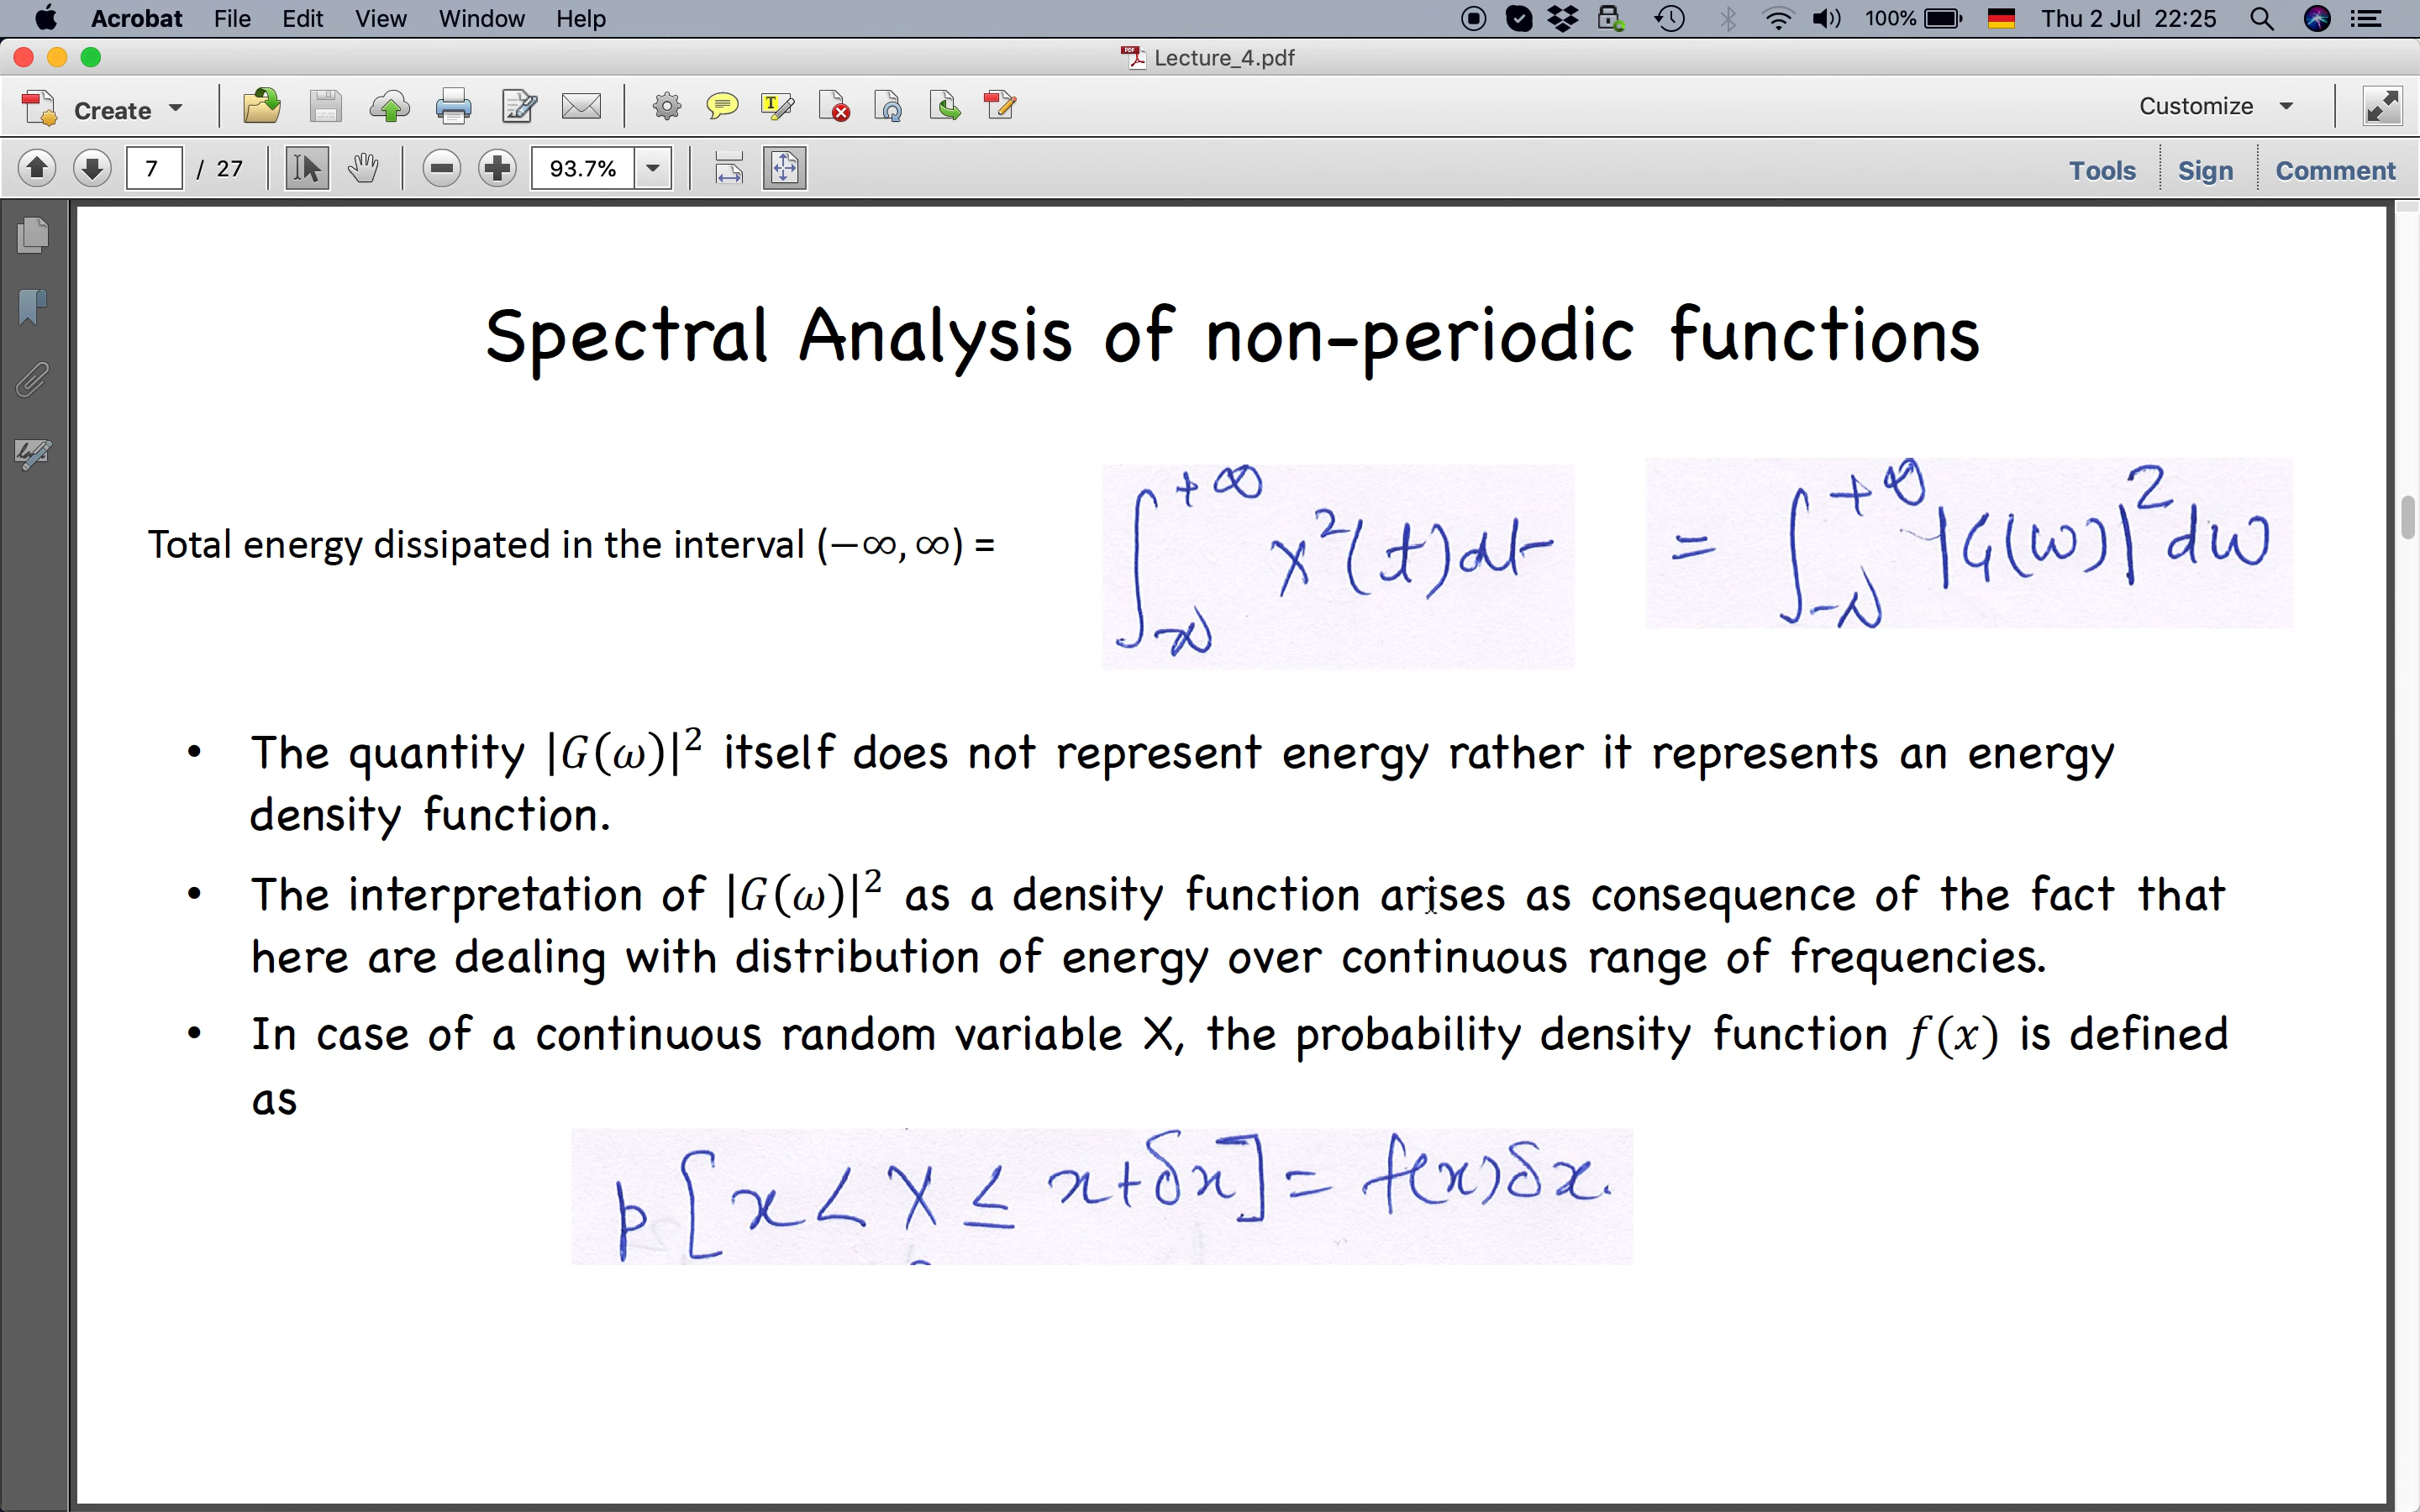 Acrobat File Edit View Window Help 100% Thu 2 Jul 22:25
Lecture_4.pdf
Create Customize
7 / 27 93.7% Tools Sign Comment
Spectral Analysis of non-periodic functions
Total energy dissipated in the interval (−∞, ∞) = ∫_{-∞}^{+∞} x²(t)dt = ∫_{-∞}^{+∞} |G(ω)|² dω
• The quantity |G(ω)|² itself does not represent energy rather it represents an energy
density function.
• The interpretation of |G(ω)|² as a density function arises as consequence of the fact that
here are dealing with distribution of energy over continuous range of frequencies.
• In case of a continuous random variable X, the probability density function f(x) is defined
as
p[x < X ≤ x+δx] = f(x)δx.